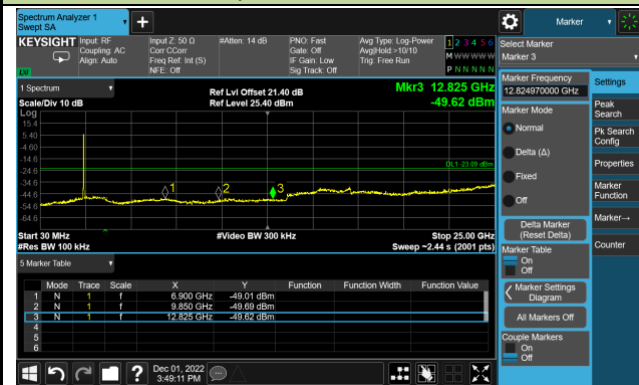 Spectrum Analyzer 1
Swept SA
Marker
KEYSIGHT
Input: RF
Coupling: AC
Align: Auto
Input Z: 50 Ω
Corr CCorr
Freq Ref: Int (S)
NFE: Off
#Atten: 14 dB
PNO: Fast
Gate: Off
IF Gain: Low
Sig Track: Off
Avg Type: Log-Power
Avg|Hold:>10/10
Trig: Free Run
1 2 3 4 5 6
M W W W W W
P N N N N N
Select Marker
Marker 3
1 Spectrum
Scale/Div 10 dB
Ref Lvl Offset 21.40 dB
Ref Level 25.40 dBm
Mkr3 12.825 GHz
-49.62 dBm
Log
15.4
5.40
-4.60
-14.6
-24.6
-34.6
-44.6
-54.6
-64.6
DL1 -23.09 dBm
1
2
3
Start 30 MHz
#Res BW 100 kHz
#Video BW 300 kHz
Stop 25.00 GHz
Sweep ~2.44 s (2001 pts)
5 Marker Table
Mode Trace Scale X Y Function Function Width Function Value
1 N 1 f 6.900 GHz -49.01 dBm
2 N 1 f 9.850 GHz -49.69 dBm
3 N 1 f 12.825 GHz -49.62 dBm
4
5
6
Marker Frequency
12.824970000 GHz
Marker Mode
Normal
Delta (Δ)
Fixed
Off
Delta Marker
(Reset Delta)
Marker Table
On
Off
Marker Settings
Diagram
All Markers Off
Couple Markers
On
Off
Settings
Peak
Search
Pk Search
Config
Properties
Marker
Function
Marker→
Counter
Dec 01, 2022
3:49:11 PM